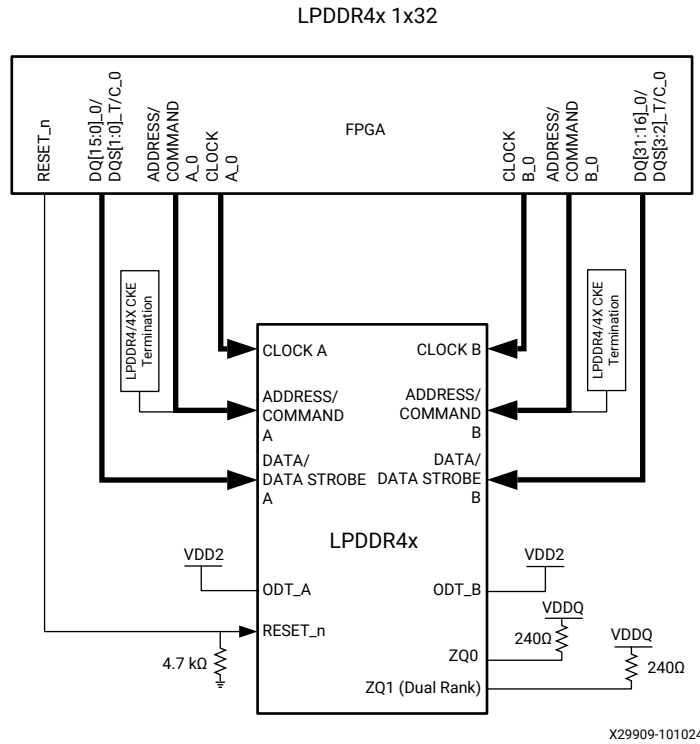 LPDDR4x 1x32
RESET_n
DQ[15:0]_0/
DQS[1:0]_T/C_0
ADDRESS/
COMMAND
A_0
CLOCK
A_0
FPGA
CLOCK
B_0
ADDRESS/
COMMAND
B_0
DQ[31:16]_0/
DQS[3:2]_T/C_0
LPDDR4/4X CKE
Termination
LPDDR4/4X CKE
Termination
CLOCK A
CLOCK B
ADDRESS/
COMMAND
A
ADDRESS/
COMMAND
B
DATA/
DATA STROBE
A
DATA/
DATA STROBE
B
LPDDR4x
VDD2
VDD2
ODT_A
ODT_B
VDDQ
RESET_n
240Ω
VDDQ
4.7 kΩ
ZQ0
240Ω
ZQ1 (Dual Rank)
X29909-101024